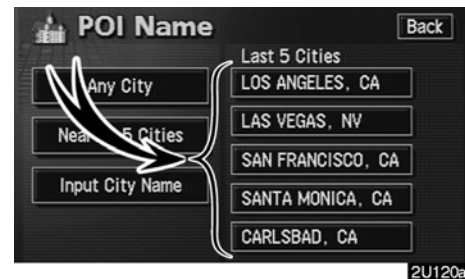 POI Name
Back
Any City
5 Cities
Input City Name
Last 5 Cities
LOS ANGELES, CA
LAS VEGAS, NV
SAN FRANCISCO, CA
SANTA MONICA, CA
CARLSBAD, CA
2U120a